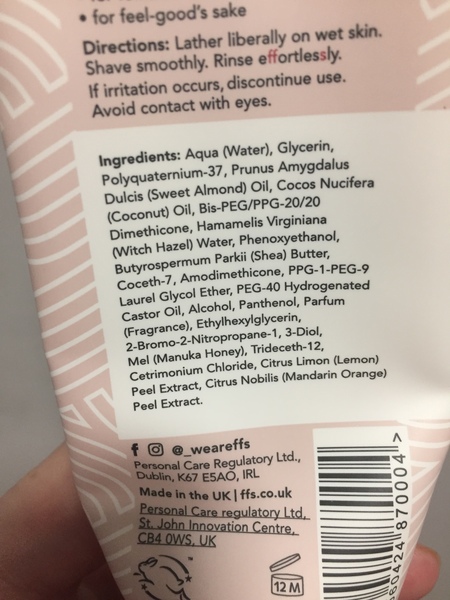 • for feel-good's sake
Directions: Lather liberally on wet skin.
Shave smoothly. Rinse effortlessly.
If irritation occurs, discontinue use.
Avoid contact with eyes.
Ingredients: Aqua (Water), Glycerin,
Polyquaternium-37, Prunus Amygdalus
Dulcis (Sweet Almond) Oil, Cocos Nucifera
(Coconut) Oil, Bis-PEG/PPG-20/20
Dimethicone, Hamamelis Virginiana
(Witch Hazel) Water, Phenoxyethanol,
Butyrospermum Parkii (Shea) Butter,
Coceth-7, Amodimethicone, PPG-1-PEG-9
Laurel Glycol Ether, PEG-40 Hydrogenated
Castor Oil, Alcohol, Panthenol, Parfum
(Fragrance), Ethylhexylglycerin,
2-Bromo-2-Nitropropane-1, 3-Diol,
Mel (Manuka Honey), Trideceth-12,
Cetrimonium Chloride, Citrus Limon (Lemon)
Peel Extract, Citrus Nobilis (Mandarin Orange)
Peel Extract.
@_weareffs
Personal Care Regulatory Ltd.,
Dublin, K67 E5AO, IRL
Made in the UK | ffs.co.uk
Personal Care regulatory Ltd,
St. John Innovation Centre,
CB4 0WS, UK
12 M
60424 870004 >